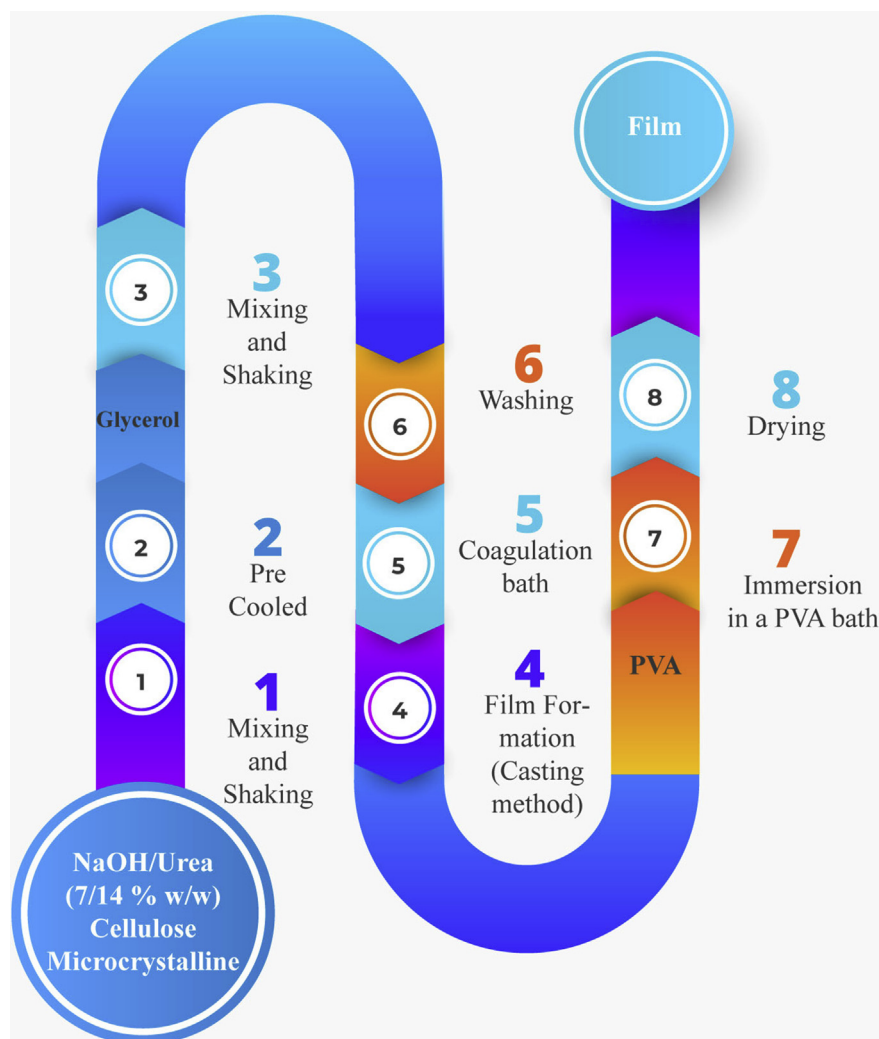 Film
3
3
Mixing
and
Shaking
Glycerol
2
2
Pre
Cooled
1
1
Mixing
and
Shaking
NaOH/Urea
(7/14 % w/w)
Cellulose
Microcrystalline
6
6
Washing
5
5
Coagulation
bath
4
4
Film For-
mation
(Casting
method)
8
8
Drying
7
7
Immersion
in a PVA bath
PVA